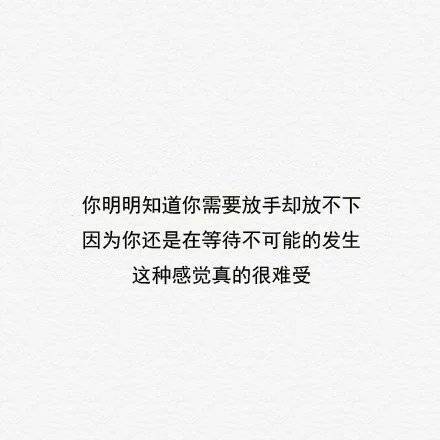 你明明知道你需要放手却放不下
因为你还是在等待不可能的发生
这种感觉真的很难受